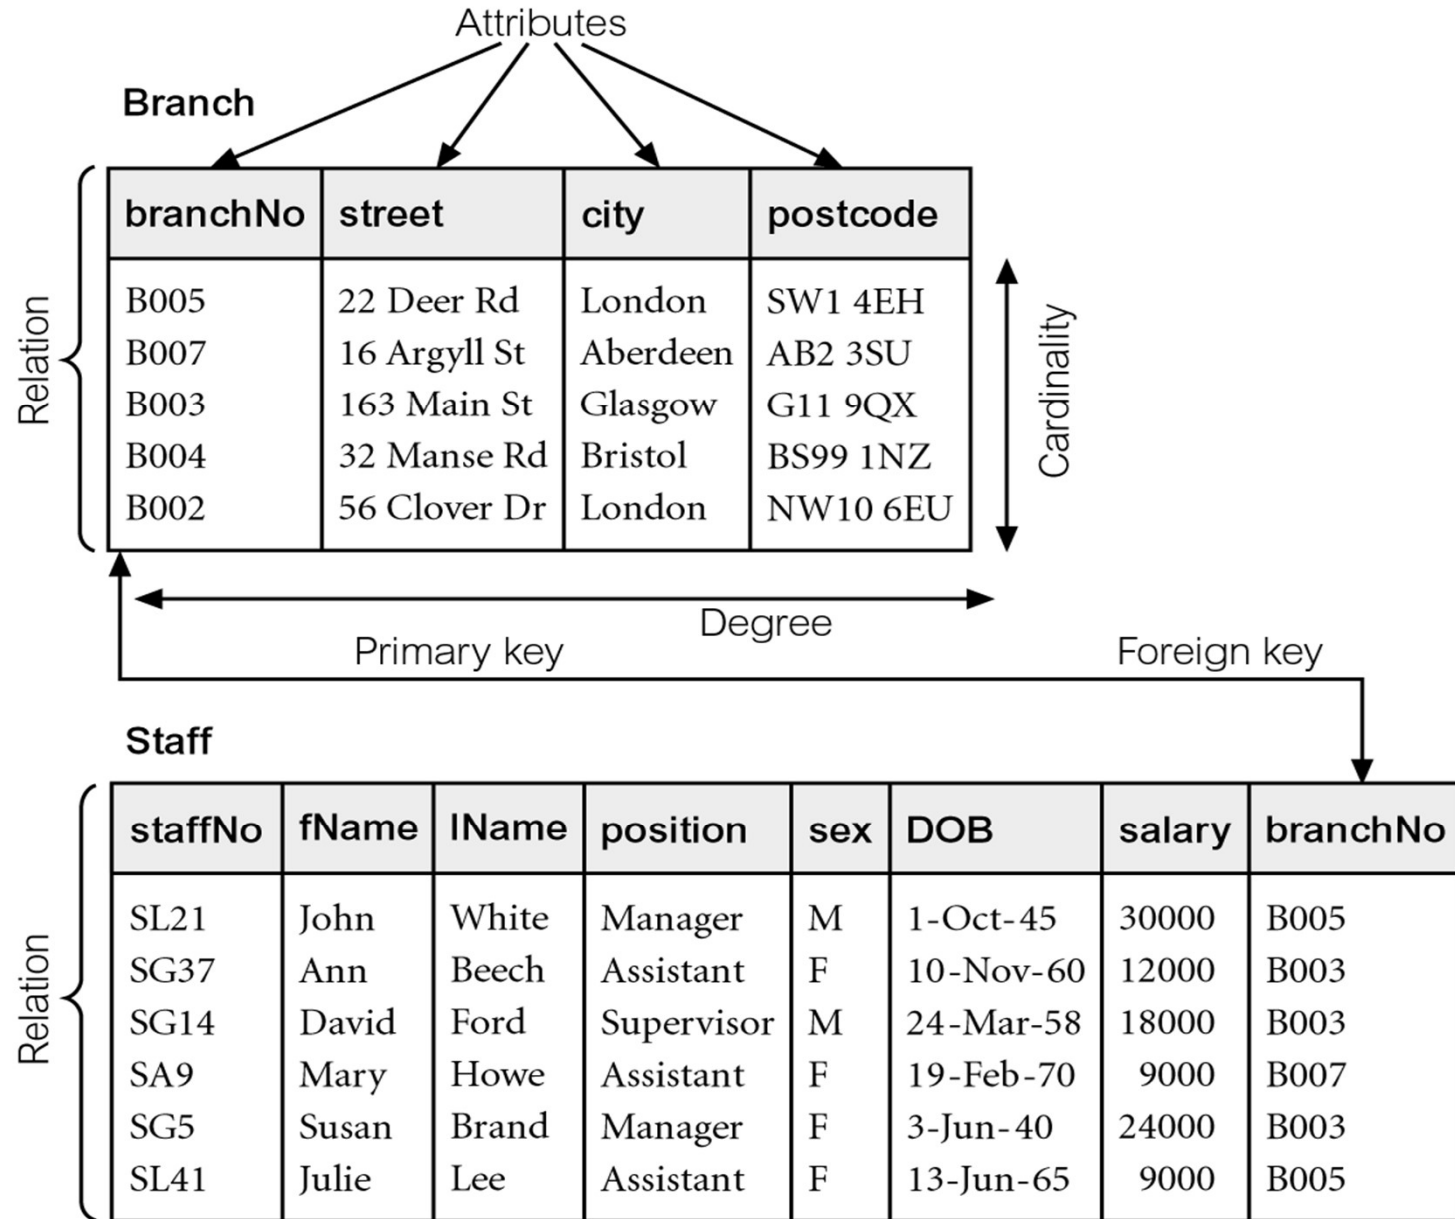 Attributes
Branch
branchNo street city postcode
B005 22 Deer Rd London SW1 4EH
B007 16 Argyll St Aberdeen AB2 3SU
B003 163 Main St Glasgow G11 9QX
B004 32 Manse Rd Bristol BS99 1NZ
B002 56 Clover Dr London NW10 6EU
Relation
Cardinality
Degree
Primary key Foreign key
Staff
staffNo fName lName position sex DOB salary branchNo
SL21 John White Manager M 1-Oct-45 30000 B005
SG37 Ann Beech Assistant F 10-Nov-60 12000 B003
SG14 David Ford Supervisor M 24-Mar-58 18000 B003
SA9 Mary Howe Assistant F 19-Feb-70 9000 B007
SG5 Susan Brand Manager F 3-Jun-40 24000 B003
SL41 Julie Lee Assistant F 13-Jun-65 9000 B005
Relation